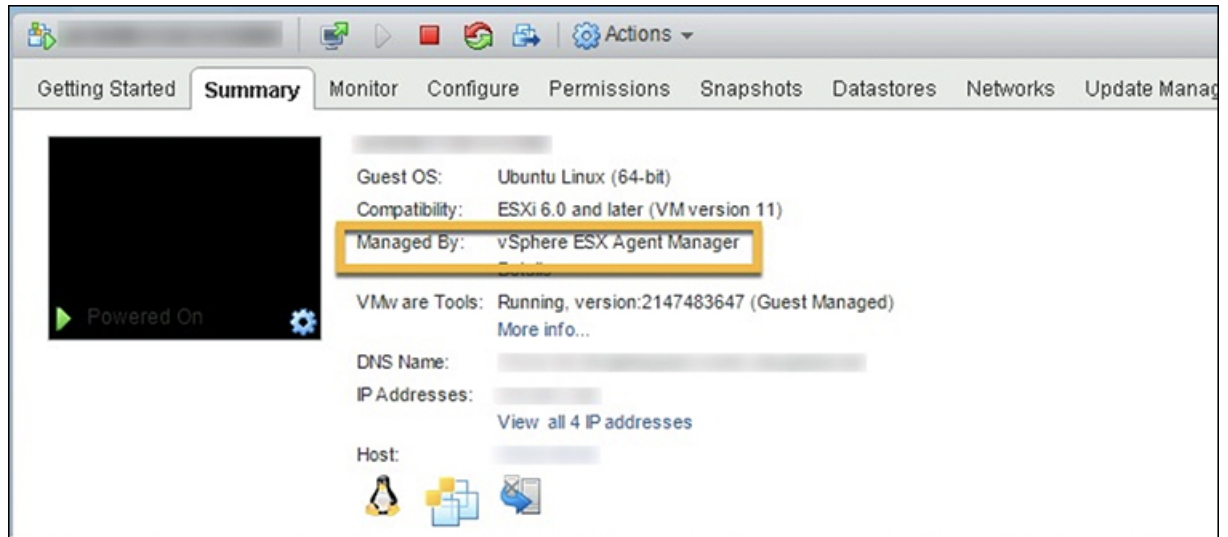 Actions
Getting Started Summary Monitor Configure Permissions Snapshots Datastores Networks Update Manag
Guest OS: Ubuntu Linux (64-bit)
Compatibility: ESXi 6.0 and later (VM version 11)
Managed By: vSphere ESX Agent Manager
Details
VMware Tools: Running, version:2147483647 (Guest Managed)
More info...
Powered On
DNS Name:
IP Addresses:
View all 4 IP addresses
Host: